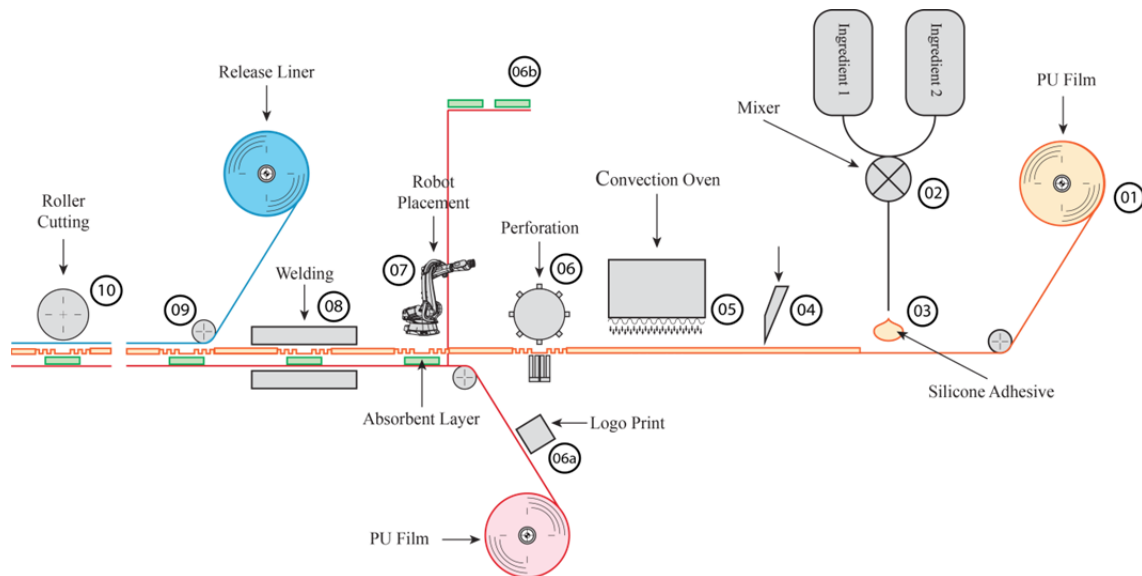 Ingredient 1
Ingredient 2
PU Film
Mixer
01
02
Release Liner
06b
Robot
Placement
Convection Oven
Roller
Cutting
Perforation
Welding
07
06
10
09
08
05
04
03
Silicone Adhesive
Absorbent Layer
Logo Print
06a
PU Film